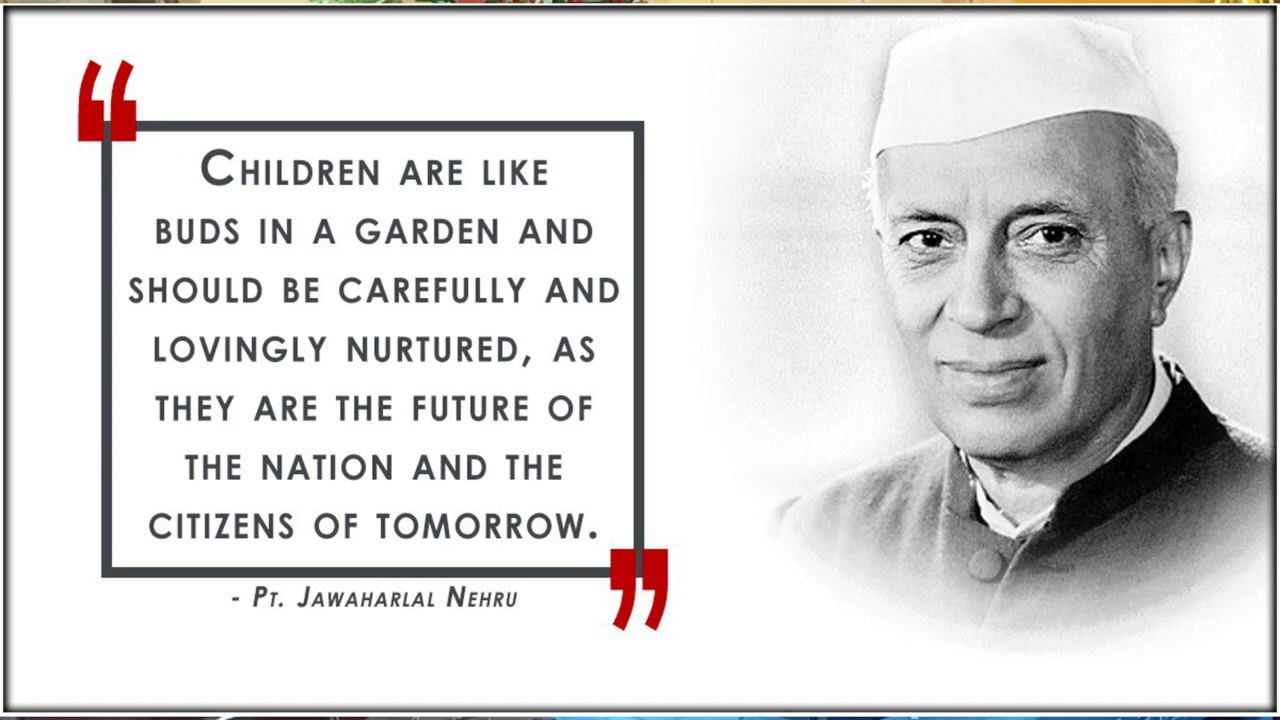 “
Children are like
buds in a garden and
should be carefully and
lovingly nurtured, as
they are the future of
the nation and the
citizens of tomorrow.
”
- Pt. Jawaharlal Nehru